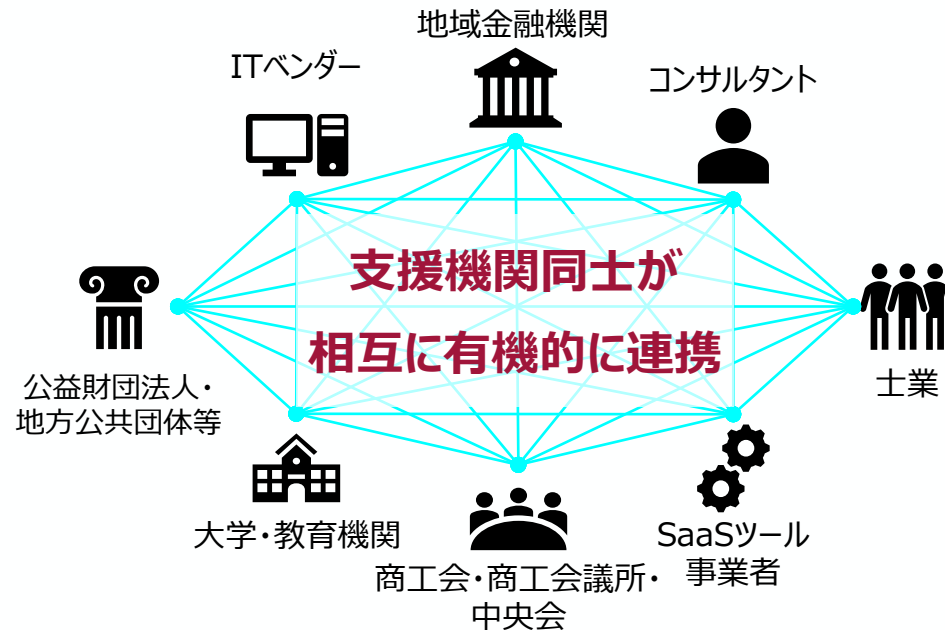 地域金融機関
ITベンダー
コンサルタント
支援機関同士が
相互に有機的に連携
公益財団法人・
地方公共団体等
士業
大学・教育機関
SaaSツール
事業者
商工会・商工会議所・
中央会